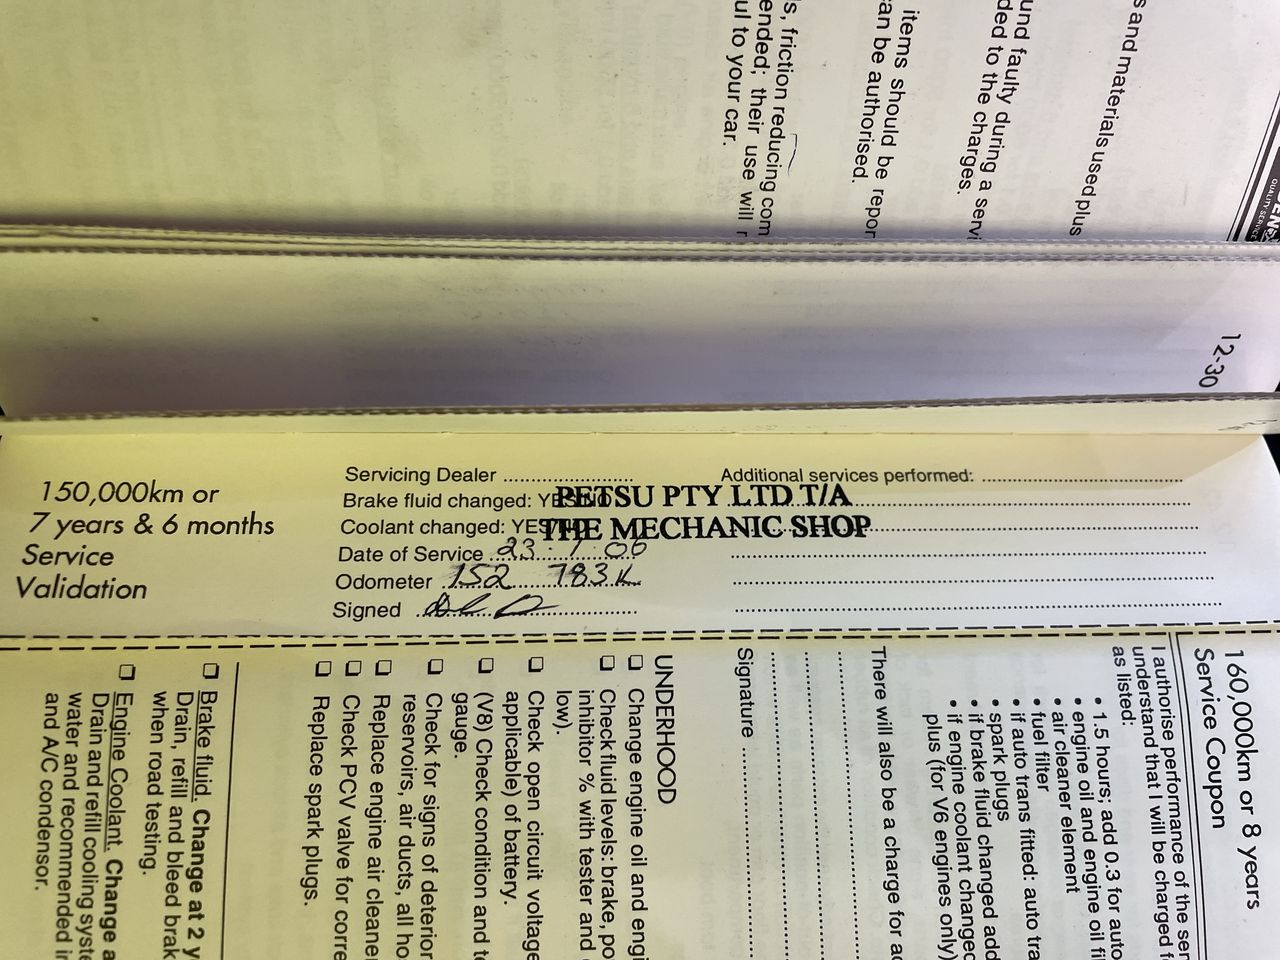 s and materials used plus
und faulty during a servi
ded to the charges.
items should be repor
an be authorised.
s, friction reducing com
ended; their use will r
ul to your car.
QUALITY SERVICE
12-30
150,000km or
7 years & 6 months
Service
Validation
Servicing Dealer
Brake fluid changed: YES/NO
Coolant changed: YES/NO
Date of Service 23 · 1 · 06
Odometer 152 783 K
Signed
Additional services performed:
PETSU PTY LTD T/A
THE MECHANIC SHOP
160,000km or 8 years
Service Coupon
I authorise performance of the ser
understand that I will be charged f
as listed:
• 1.5 hours; add 0.3 for auto
• engine oil and engine oil fi
• air cleaner element
• fuel filter
• if auto trans fitted: auto tra
• spark plugs
• if brake fluid changed add
• if engine coolant changed
plus (for V6 engines only)
There will also be a charge for ad
Signature
UNDERHOOD
❑ Change engine oil and engi
❑ Check fluid levels: brake, po
inhibitor % with tester and
low).
❑ Check open circuit voltage
applicable) of battery.
❑ (V8) Check condition and te
gauge.
❑ Check for signs of deterior
reservoirs, air ducts, all ho
❑ Replace engine air cleaner
❑ Check PCV valve for corre
❑ Replace spark plugs.
❑ Brake fluid. Change at 2 y
Drain, refill and bleed brak
when road testing.
❑ Engine Coolant. Change a
Drain and refill cooling syste
water and recommended in
and A/C condensor.